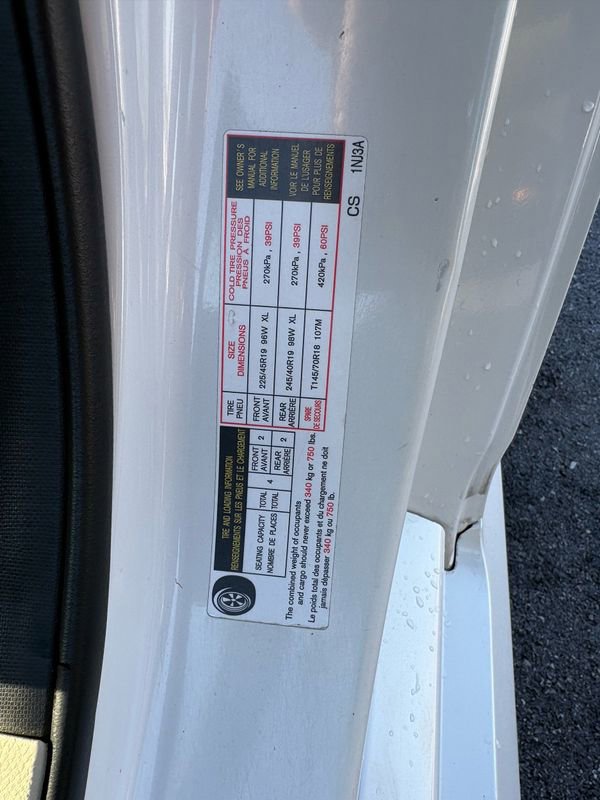 TIRE AND LOADING INFORMATION
RENSEIGNEMENTS SUR LES PNEUS ET LE CHARGEMENT
SEATING CAPACITY TOTAL 4 FRONT AVANT 2 REAR ARRIÈRE 2
NOMBRE DE PLACES TOTAL
The combined weight of occupants
and cargo should never exceed 340 kg or 750 lbs.
Le poids total des occupants et du chargement ne doit
jamais dépasser 340 kg ou 750 lb.
TIRE PNEU SIZE DIMENSIONS COLD TIRE PRESSURE PRESSION DES PNEUS À FROID
FRONT AVANT 225/45R19 96W XL 270kPa , 39PSI
REAR ARRIÈRE 245/40R19 98W XL 270kPa , 39PSI
SPARE DE SECOURS T145/70R18 107M 420kPa , 60PSI
SEE OWNER'S
MANUAL FOR
ADDITIONAL
INFORMATION
VOIR LE MANUEL
DE L'USAGER
POUR PLUS DE
RENSEIGNEMENTS
CS 1NJ3A